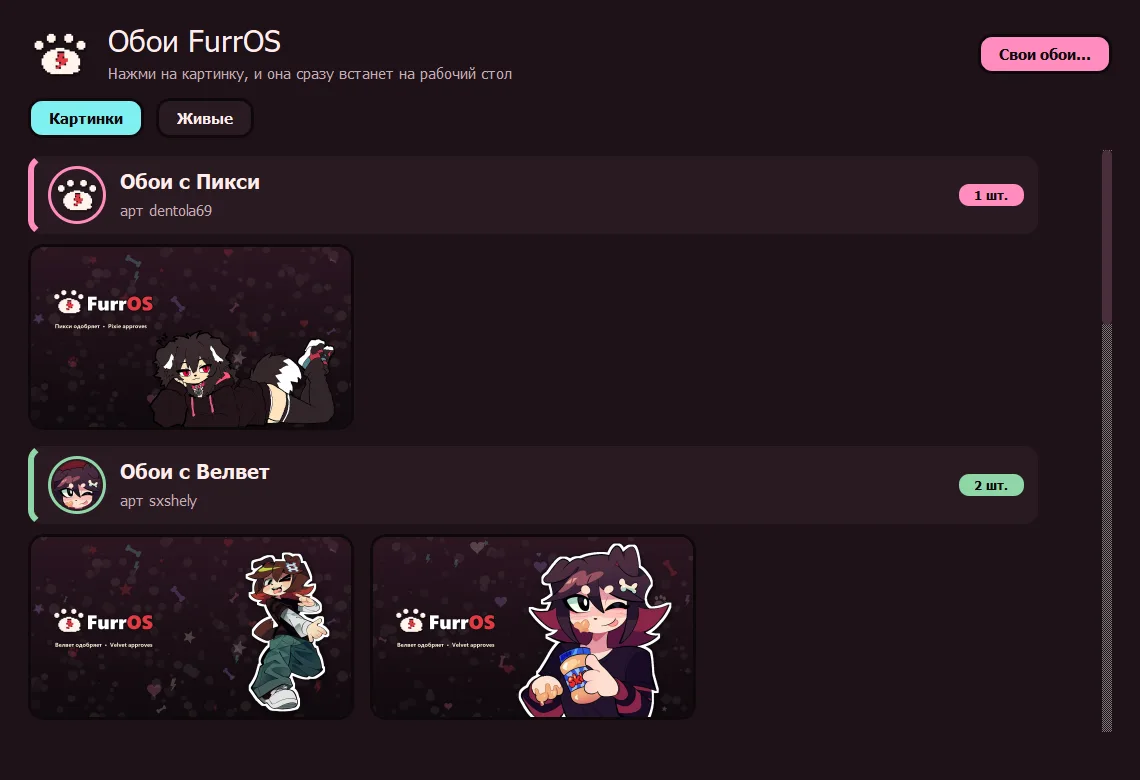 Обои FurrOS
Нажми на картинку, и она сразу встанет на рабочий стол
Свои обои...
Картинки
Живые
Обои с Пикси
арт dentola69
1 шт.
FurrOS
Пикси одобряет • Pixie approves
Обои с Велвет
арт sxshely
2 шт.
FurrOS
Велвет одобряет • Velvet approves
FurrOS
Велвет одобряет • Velvet approves